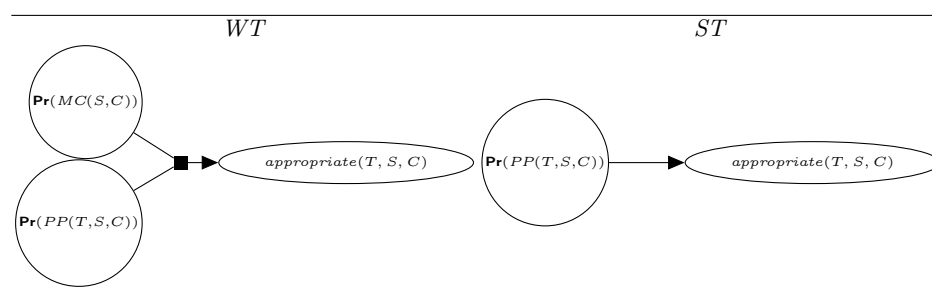 WT
ST
Pr(MC(S,C))
appropriate(T, S, C)
Pr(PP(T,S,C))
appropriate(T, S, C)
Pr(PP(T,S,C))